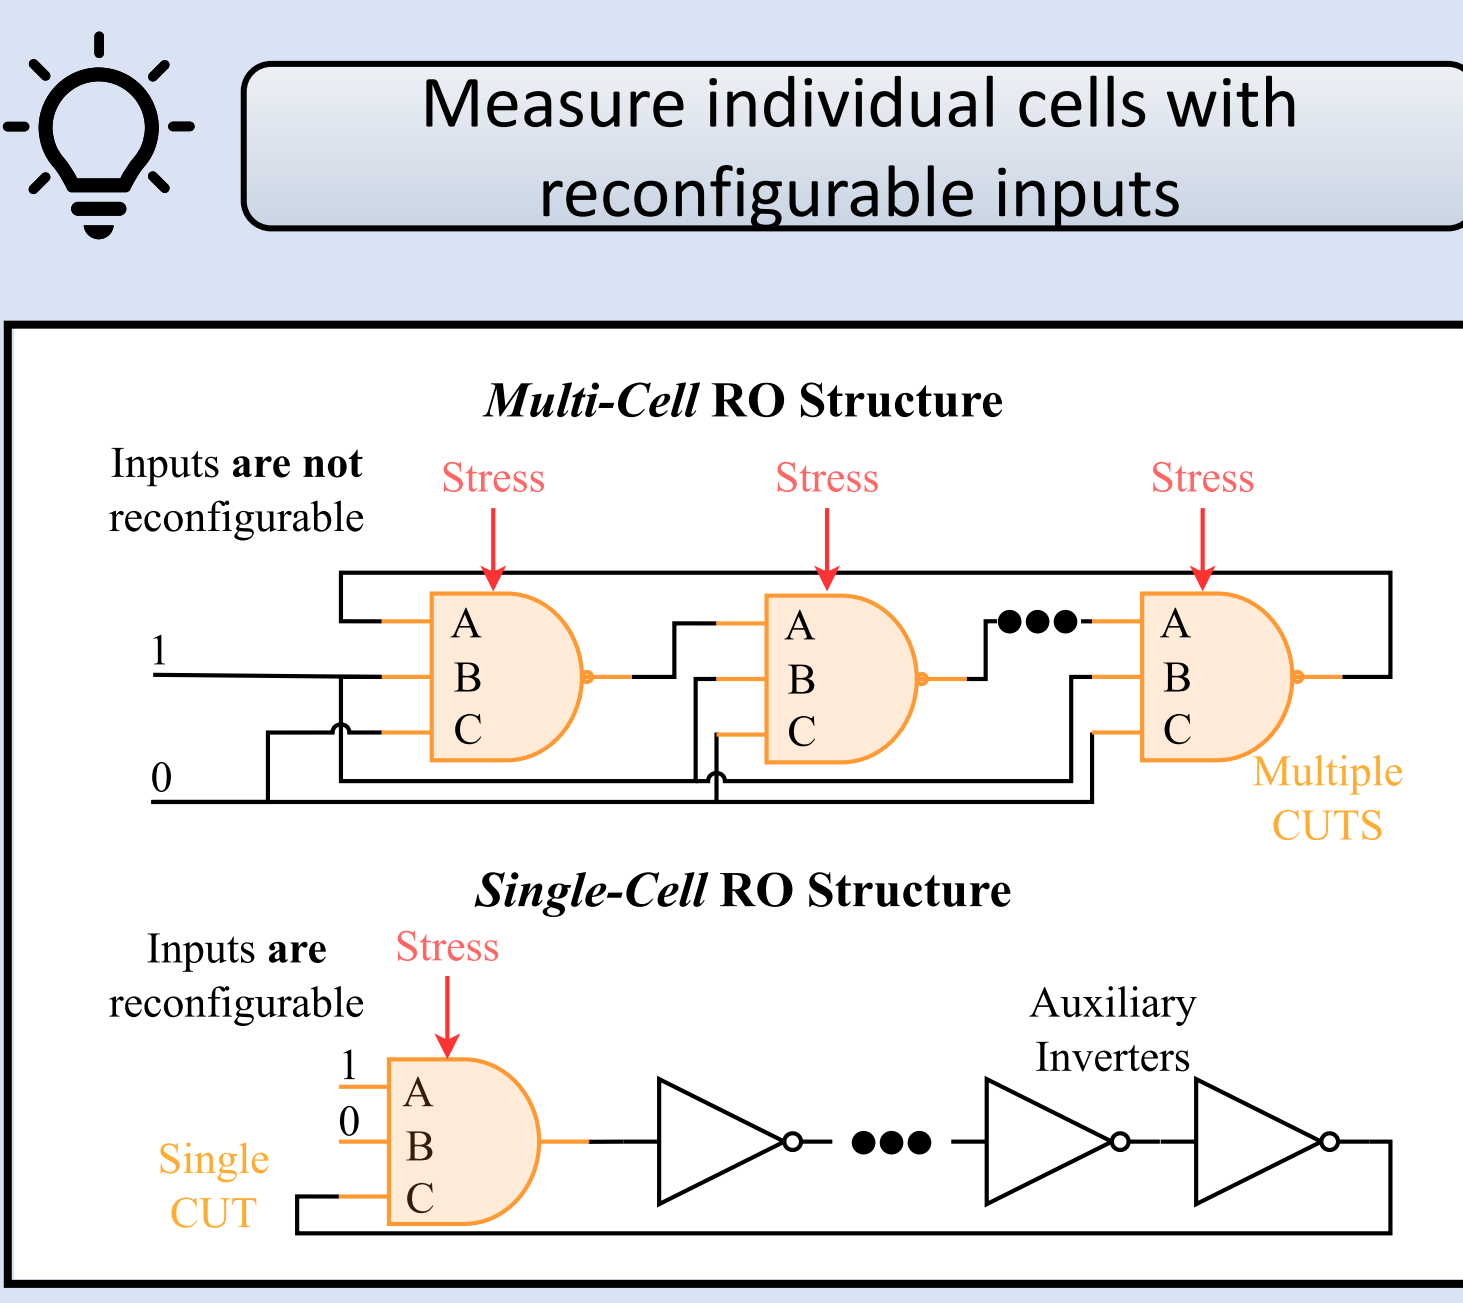 Measure individual cells with
reconfigurable inputs
Multi-Cell RO Structure
Inputs are not
reconfigurable
Stress
Stress
Stress
1
0
A
B
C
A
B
C
A
B
C
Multiple
CUTS
Single-Cell RO Structure
Inputs are
reconfigurable
Stress
Auxiliary
Inverters
1
0
A
B
C
Single
CUT